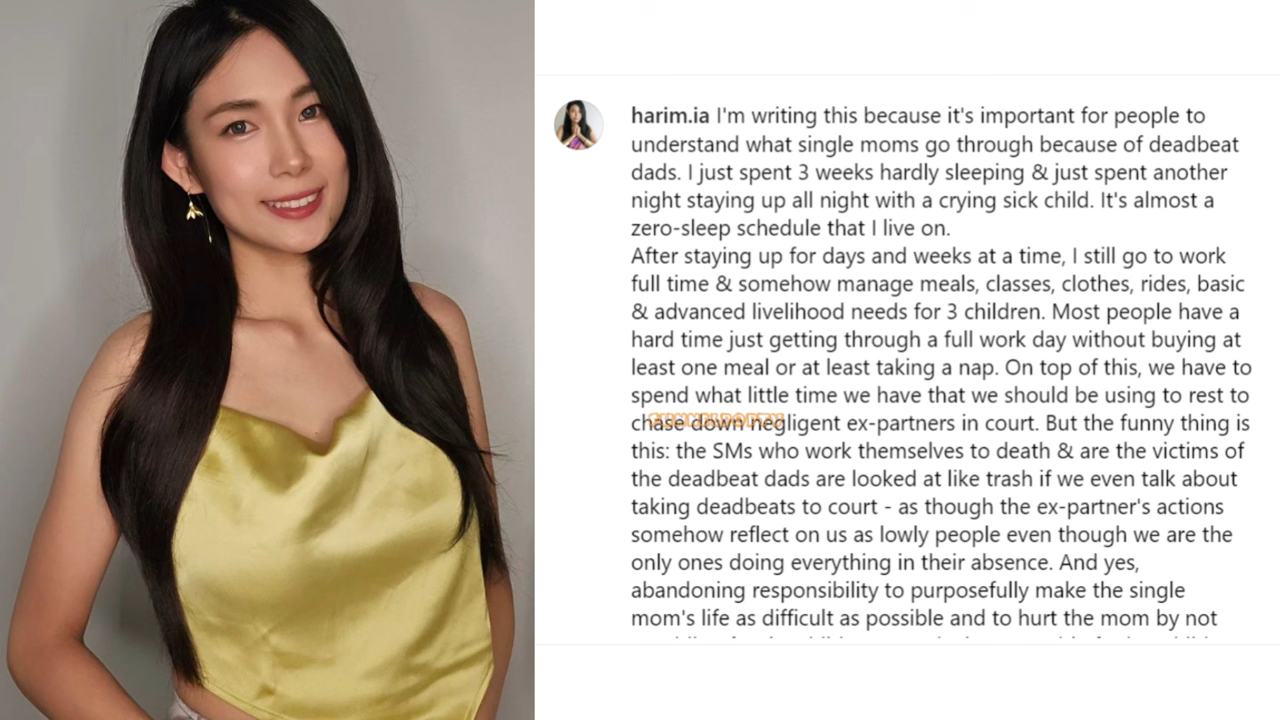 harim.ia I'm writing this because it's important for people to
understand what single moms go through because of deadbeat
dads. I just spent 3 weeks hardly sleeping & just spent another
night staying up all night with a crying sick child. It's almost a
zero-sleep schedule that I live on.
After staying up for days and weeks at a time, I still go to work
full time & somehow manage meals, classes, clothes, rides, basic
& advanced livelihood needs for 3 children. Most people have a
hard time just getting through a full work day without buying at
least one meal or at least taking a nap. On top of this, we have to
spend what little time we have that we should be using to rest to
chase down negligent ex-partners in court. But the funny thing is
this: the SMs who work themselves to death & are the victims of
the deadbeat dads are looked at like trash if we even talk about
taking deadbeats to court - as though the ex-partner's actions
somehow reflect on us as lowly people even though we are the
only ones doing everything in their absence. And yes,
abandoning responsibility to purposefully make the single
mom's life as difficult as possible and to hurt the mom by not